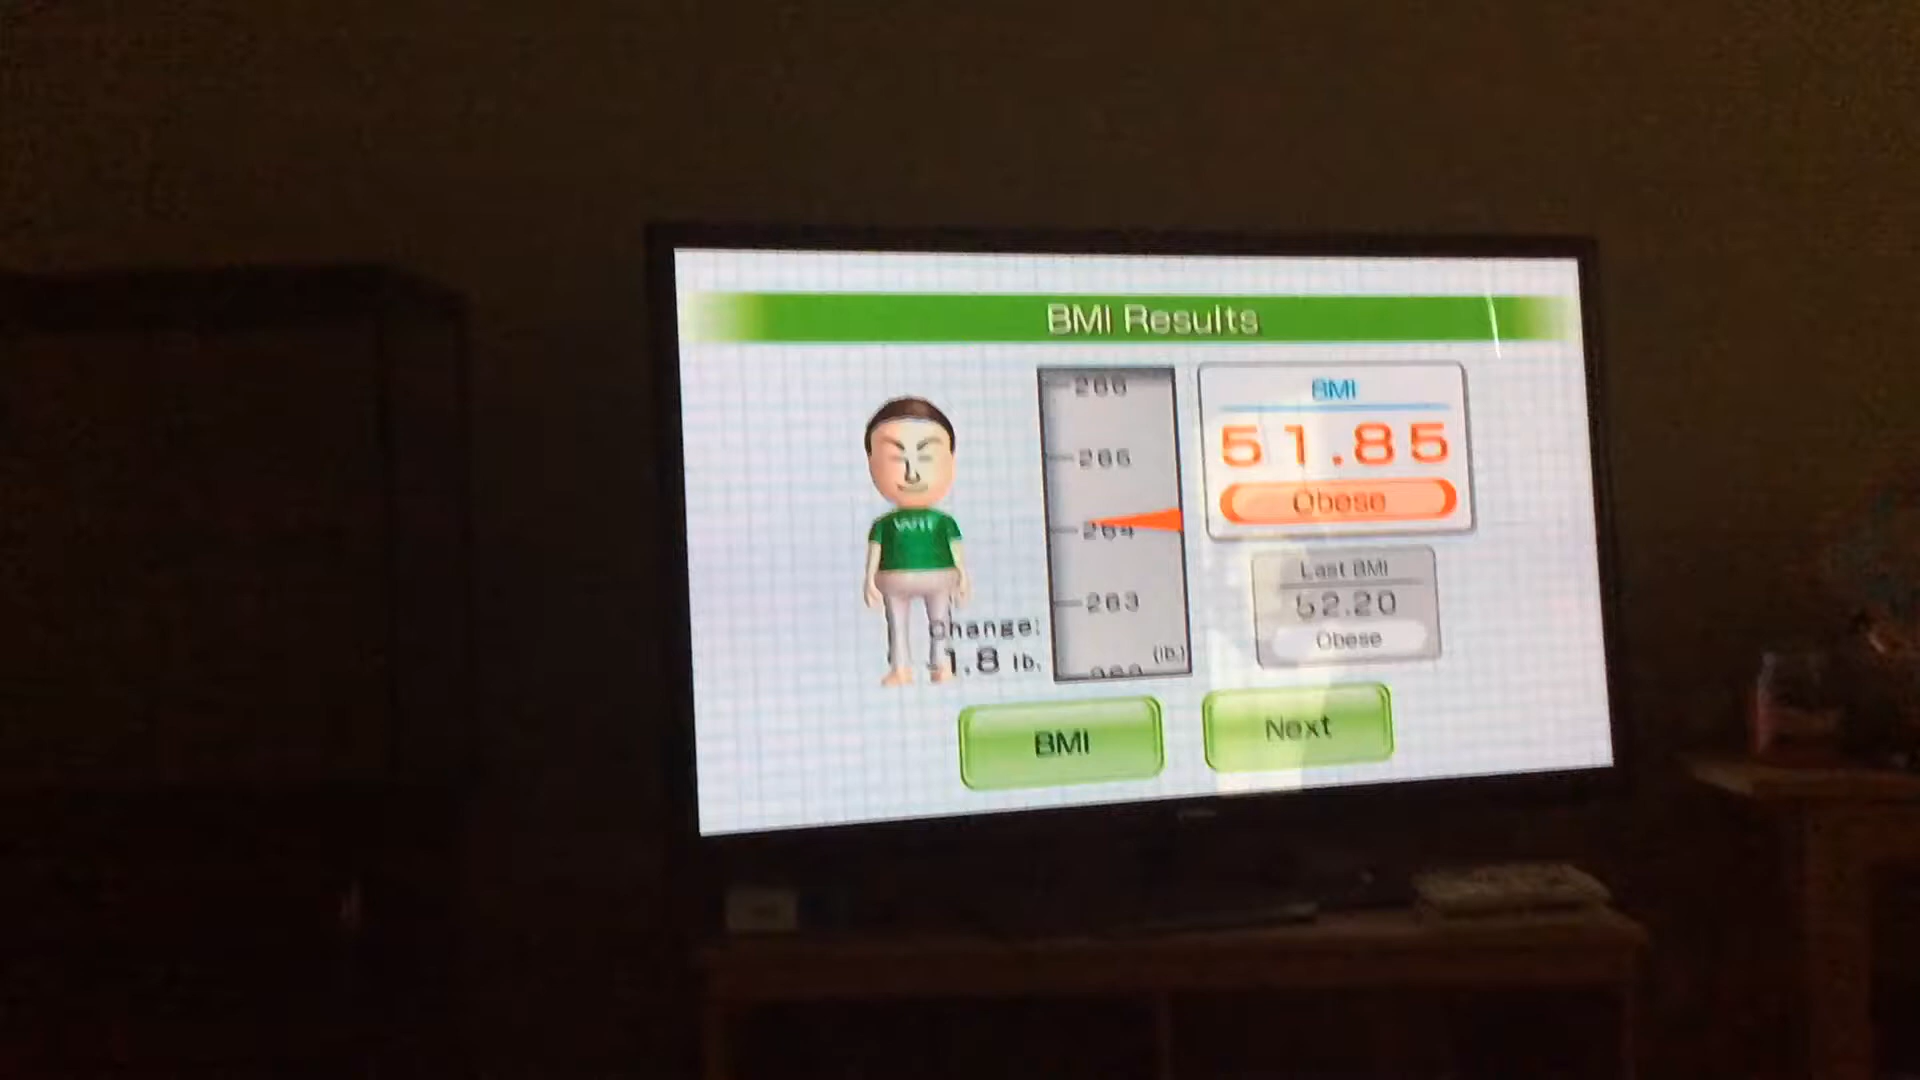 BMI Results
266
265
264
263
(lb.)
Change:
-1.8 lb.
BMI
51.85
Obese
Last BMI
52.20
Obese
BMI
Next